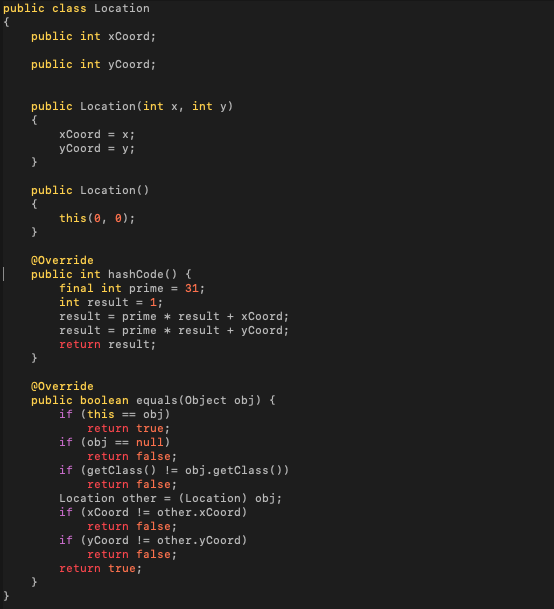 public class Location
{
    public int xCoord;
    public int yCoord;
    public Location(int x, int y)
    {
        xCoord = x;
        yCoord = y;
    }
    public Location()
    {
        this(0, 0);
    }
    @Override
    public int hashCode() {
        final int prime = 31;
        int result = 1;
        result = prime * result + xCoord;
        result = prime * result + yCoord;
        return result;
    }
    @Override
    public boolean equals(Object obj) {
        if (this == obj)
            return true;
        if (obj == null)
            return false;
        if (getClass() != obj.getClass())
            return false;
        Location other = (Location) obj;
        if (xCoord != other.xCoord)
            return false;
        if (yCoord != other.yCoord)
            return false;
        return true;
    }
}